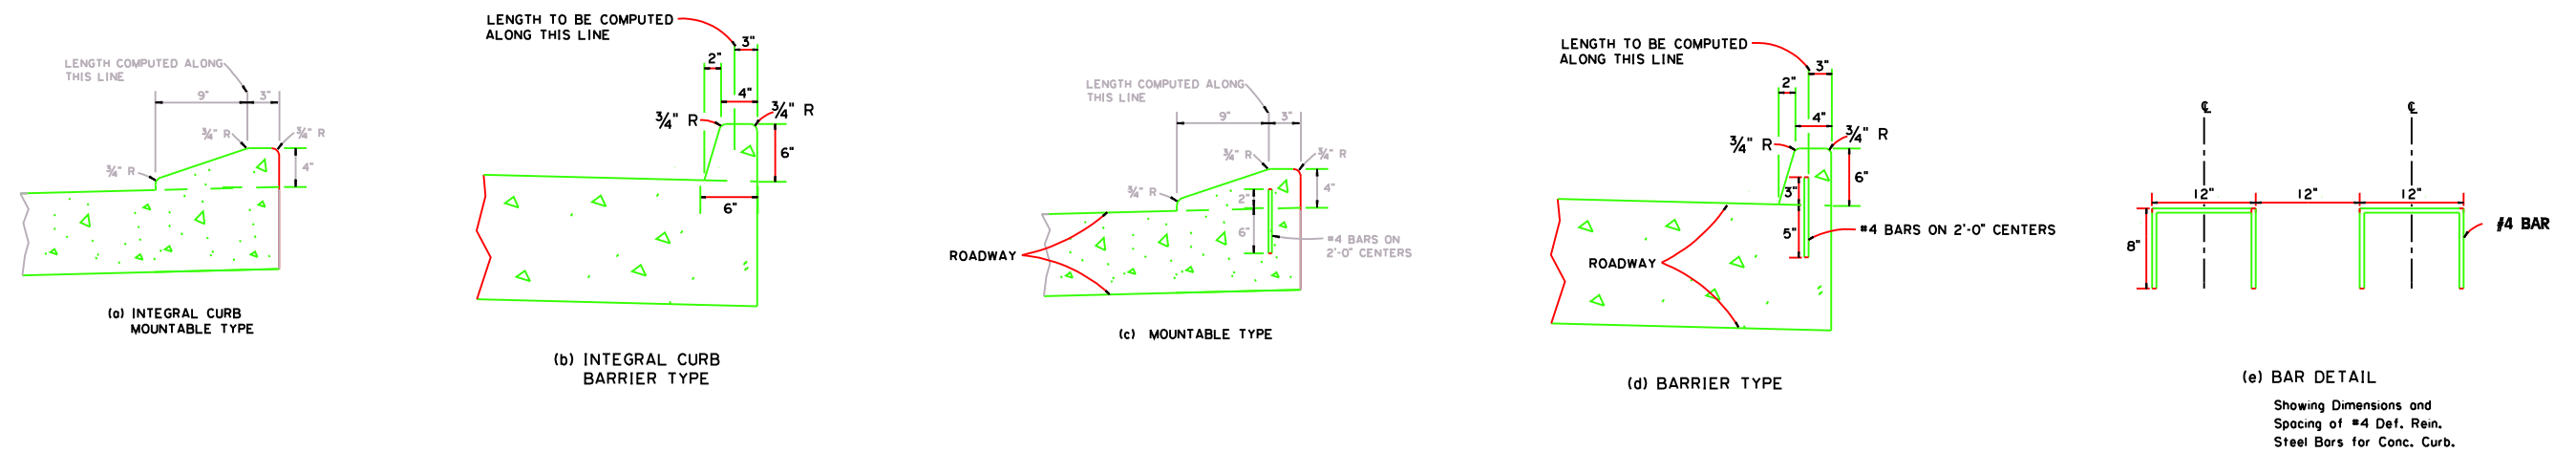 LENGTH COMPUTED ALONG
THIS LINE
9"
3"
3/4" R
3/4" R
3/4" R
4"
(a) INTEGRAL CURB
MOUNTABLE TYPE
LENGTH TO BE COMPUTED
ALONG THIS LINE
3"
2"
4"
3/4" R
3/4" R
6"
6"
(b) INTEGRAL CURB
BARRIER TYPE
LENGTH COMPUTED ALONG
THIS LINE
9"
3"
3/4" R
3/4" R
3/4" R
4"
2"
6"
#4 BARS ON
2'-0" CENTERS
ROADWAY
(c) MOUNTABLE TYPE
LENGTH TO BE COMPUTED
ALONG THIS LINE
3"
2"
4"
3/4" R
3/4" R
6"
3"
5"
#4 BARS ON 2'-0" CENTERS
ROADWAY
(d) BARRIER TYPE
℄
℄
12"
12"
12"
8"
#4 BAR
(e) BAR DETAIL
Showing Dimensions and
Spacing of #4 Def. Rein.
Steel Bars for Conc. Curb.